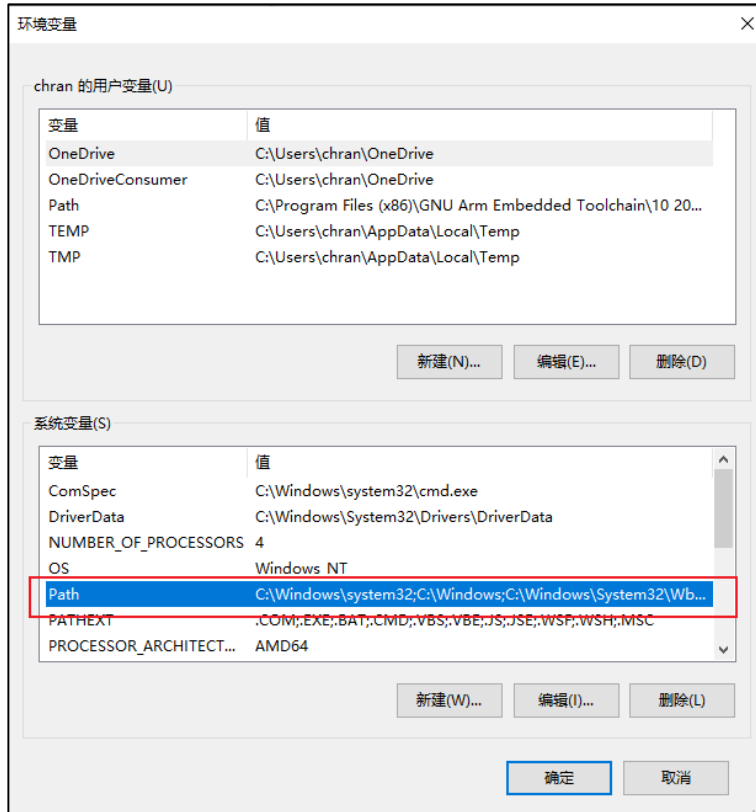 环境变量
chran 的用户变量(U)
变量 值
OneDrive C:\Users\chran\OneDrive
OneDriveConsumer C:\Users\chran\OneDrive
Path C:\Program Files (x86)\GNU Arm Embedded Toolchain\10 20...
TEMP C:\Users\chran\AppData\Local\Temp
TMP C:\Users\chran\AppData\Local\Temp
新建(N)... 编辑(E)... 删除(D)
系统变量(S)
变量 值
ComSpec C:\Windows\system32\cmd.exe
DriverData C:\Windows\System32\Drivers\DriverData
NUMBER_OF_PROCESSORS 4
OS Windows_NT
Path C:\Windows\system32;C:\Windows;C:\Windows\System32\Wb...
PATHEXT .COM;.EXE;.BAT;.CMD;.VBS;.VBE;.JS;.JSE;.WSF;.WSH;.MSC
PROCESSOR_ARCHITECT... AMD64
新建(W)... 编辑(I)... 删除(L)
确定 取消